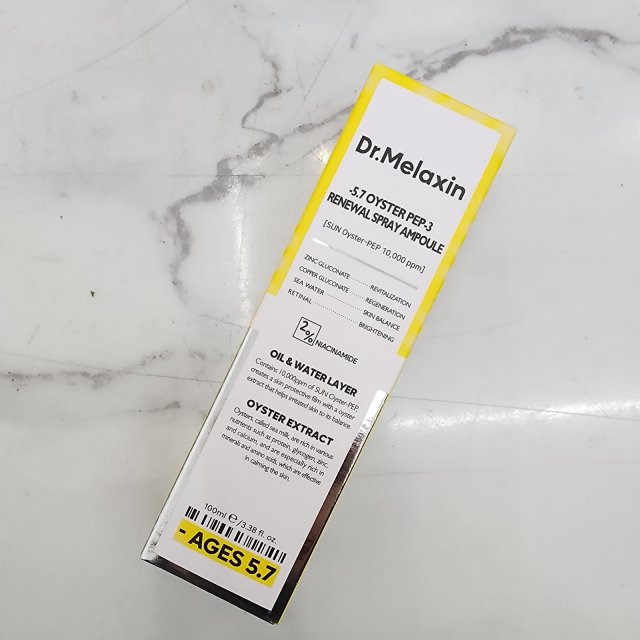 Dr.Melaxin
-5.7 OYSTER PEP-3
RENEWAL SPRAY AMPOULE
[SUN Oyster-PEP 10,000 ppm]
ZINC GLUCONATE ........ REVITALIZATION
COPPER GLUCONATE ........ REGENERATION
SEA WATER ........ SKIN BALANCE
RETINAL ........ BRIGHTENING
2% NIACINAMIDE
OIL & WATER LAYER
Contains 10,000ppm of SUN Oyster-PEP
creates a skin protective film with a oyster
extract that helps irritated skin to its balance.
OYSTER EXTRACT
Oysters, called sea milk, are rich in various
nutrients such as protein, glycogen, zinc,
and calcium, and are especially rich in
minerals and amino acids, which are effective
in calming the skin.
100ml ℮/3.38 fl. oz.
- AGES 5.7